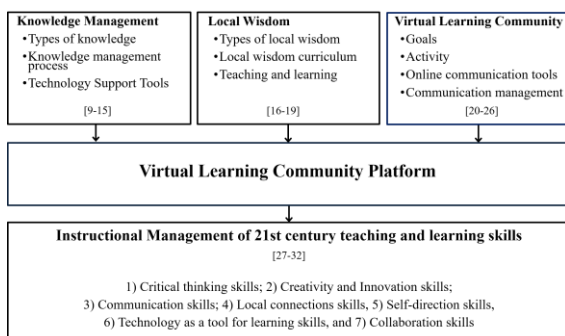 Knowledge Management
•Types of knowledge
•Knowledge management
process
•Technology Support Tools
[9-15]
Local Wisdom
•Types of local wisdom
•Local wisdom curriculum
•Teaching and learning
[16-19]
Virtual Learning Community
•Goals
•Activity
•Online communication tools
•Communication management
[20-26]
Virtual Learning Community Platform
Instructional Management of 21st century teaching and learning skills
[27-32]
1) Critical thinking skills; 2) Creativity and Innovation skills;
3) Communication skills; 4) Local connections skills, 5) Self-direction skills,
6) Technology as a tool for learning skills, and 7) Collaboration skills